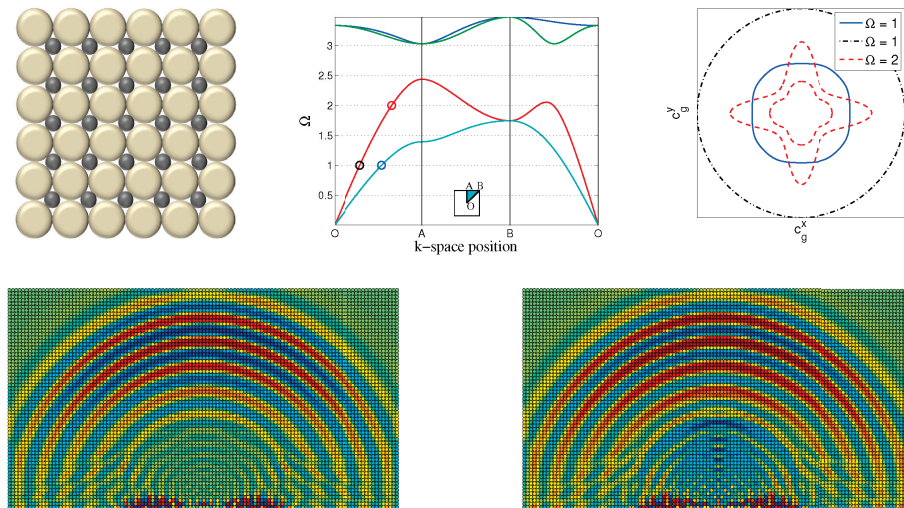 3
2.5
2
1.5
1
0.5
Ω
O
A
B
O
k-space position
A B
O
Ω = 1
Ω = 1
Ω = 2
c_g^y
c_g^x